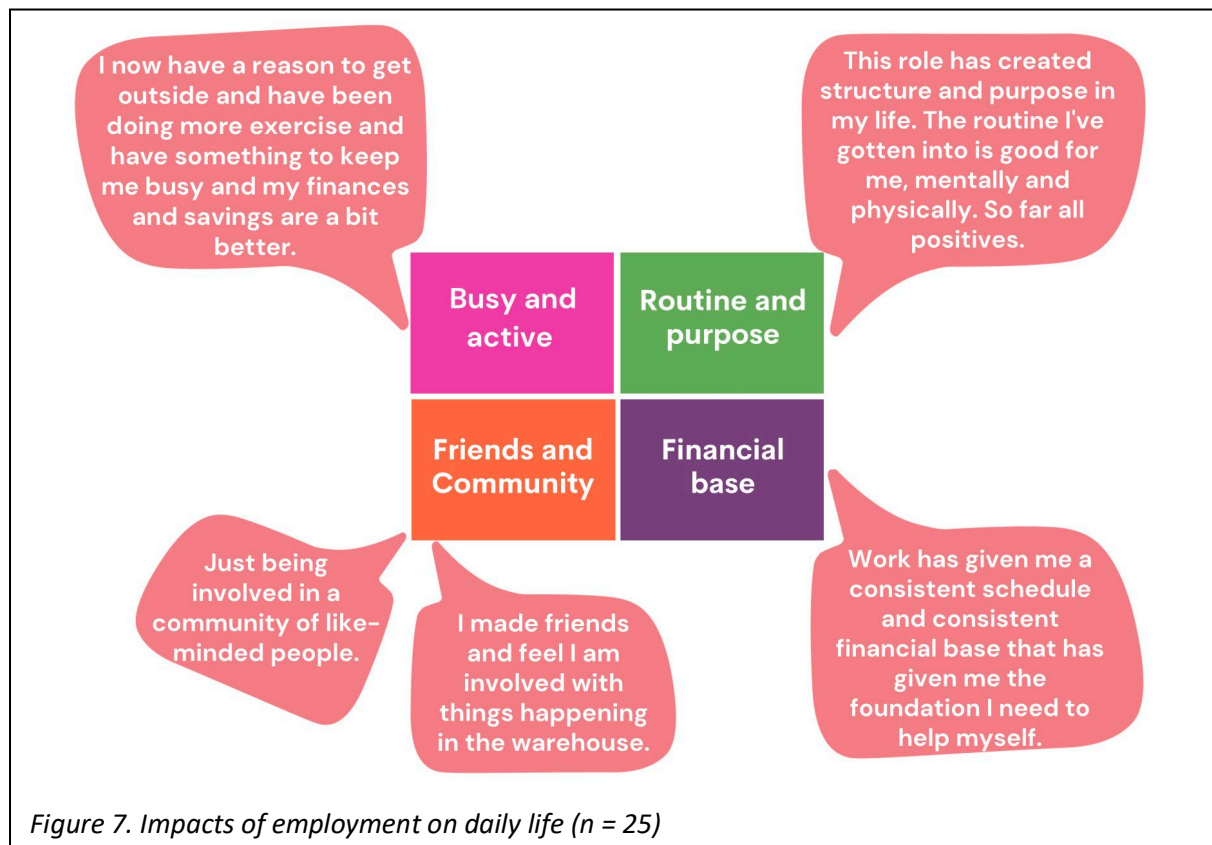 I now have a reason to get
outside and have been
doing more exercise and
have something to keep
me busy and my finances
and savings are a bit
better.
This role has created
structure and purpose in
my life. The routine I've
gotten into is good for
me, mentally and
physically. So far all
positives.
Busy and
active
Routine and
purpose
Friends and
Community
Financial
base
Just being
involved in a
community of like-
minded people.
I made friends
and feel I am
involved with
things happening
in the warehouse.
Work has given me a
consistent schedule
and consistent
financial base that has
given me the
foundation I need to
help myself.
Figure 7. Impacts of employment on daily life (n = 25)